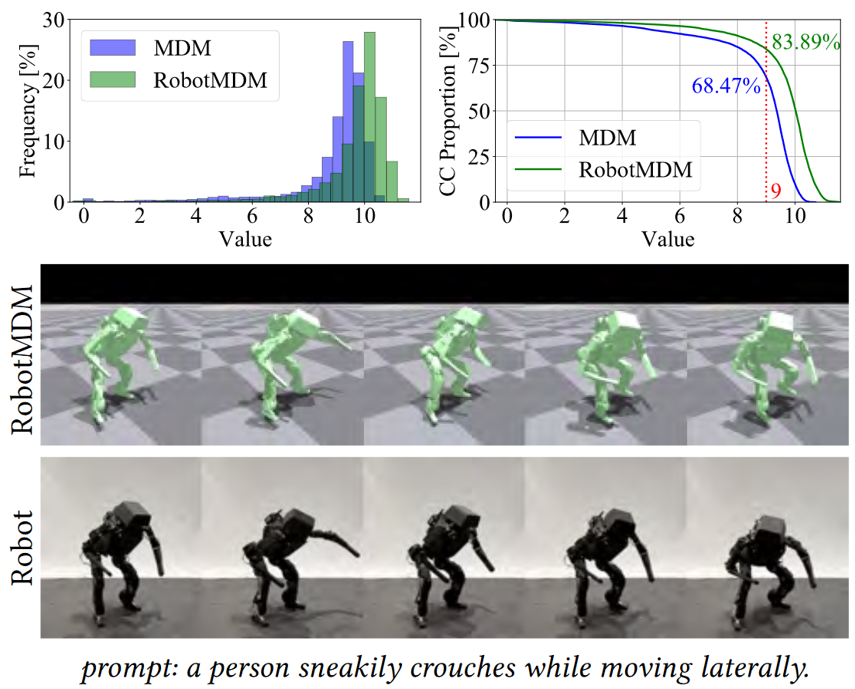 Frequency [%]
30
20
10
0
MDM
RobotMDM
0 2 4 6 8 10
Value
CC Proportion [%]
100
75
50
25
0
83.89%
68.47%
MDM
RobotMDM
9
0 2 4 6 8 10
Value
RobotMDM
Robot
prompt: a person sneakily crouches while moving laterally.